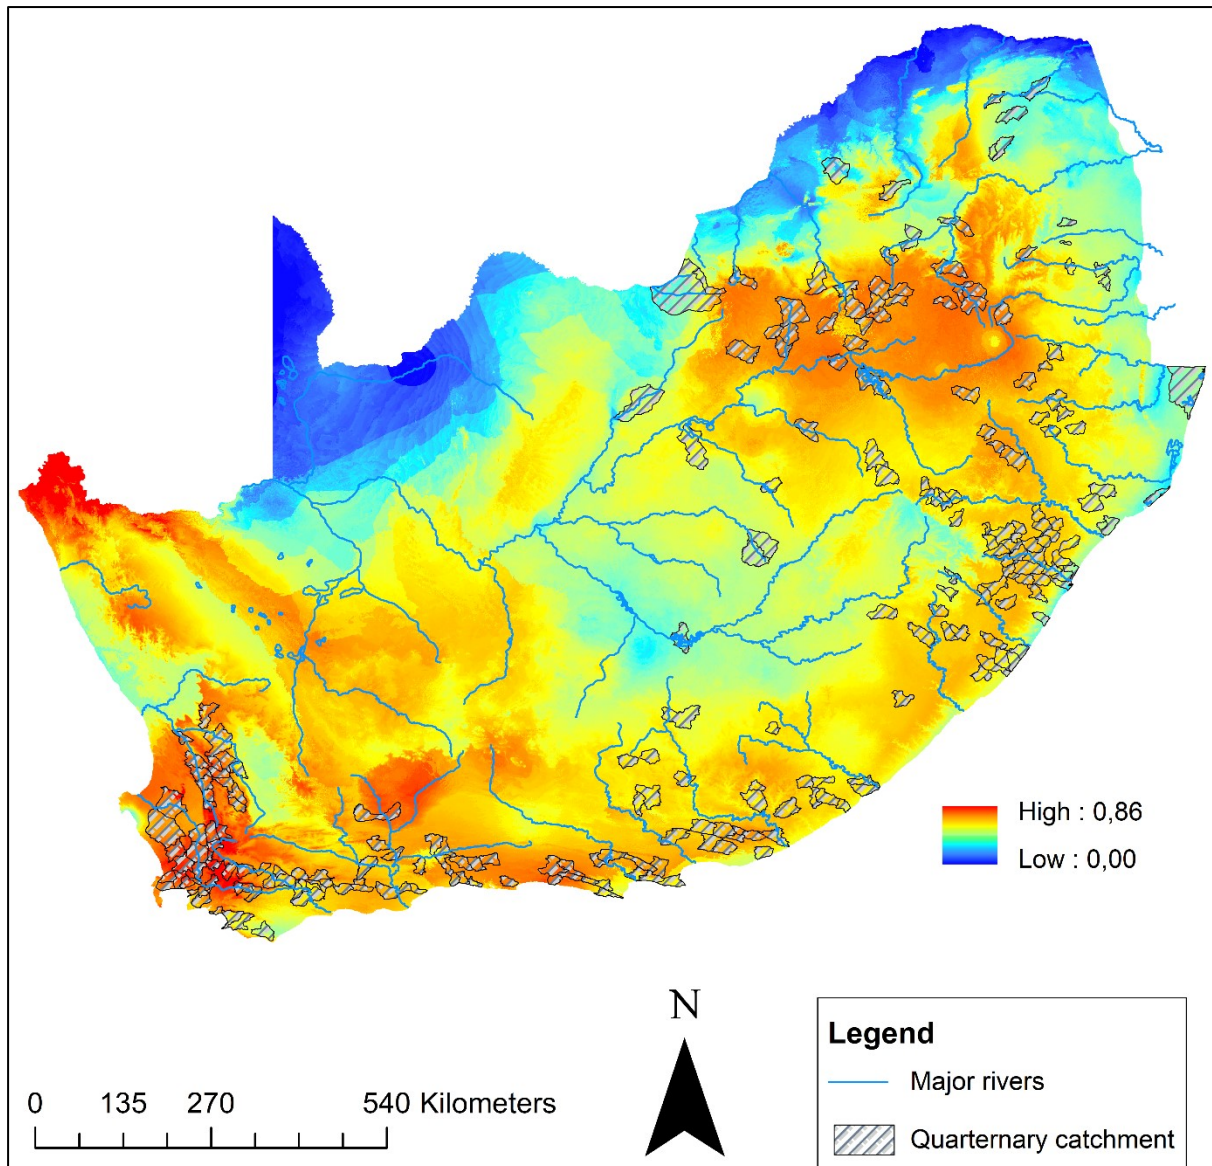 High : 0,86
Low : 0,00
N
Legend
Major rivers
Quarternary catchment
0 135 270 540 Kilometers